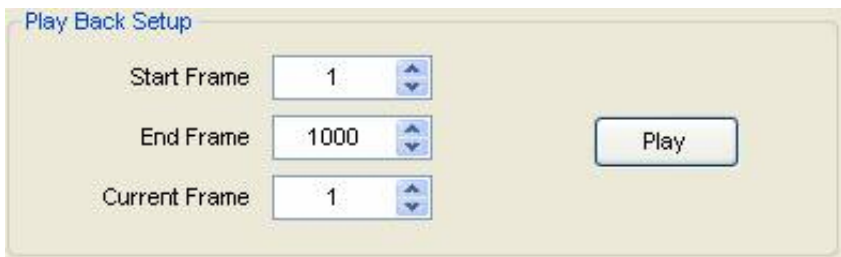 Play Back Setup
Start Frame 1
End Frame 1000 Play
Current Frame 1